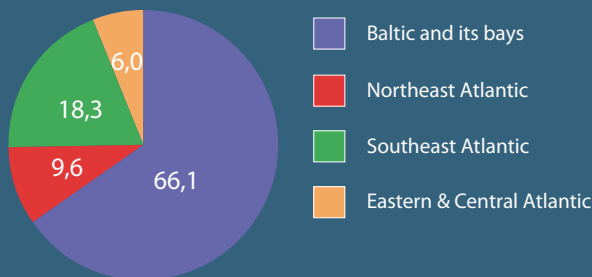 6,0
18,3
9,6
66,1
Baltic and its bays
Northeast Atlantic
Southeast Atlantic
Eastern & Central Atlantic